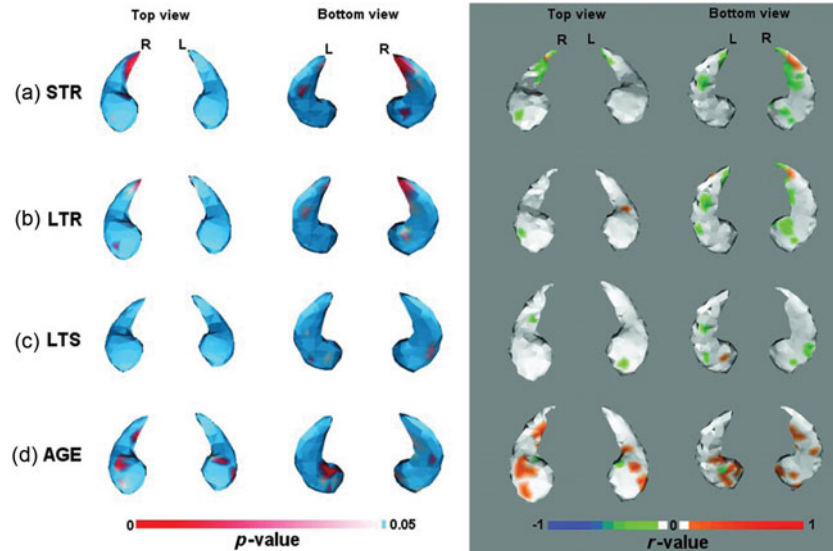 Top view Bottom view Top view Bottom view
R L L R R L L R
(a) STR
(b) LTR
(c) LTS
(d) AGE
0 0.05 -1 0 1
p-value r-value